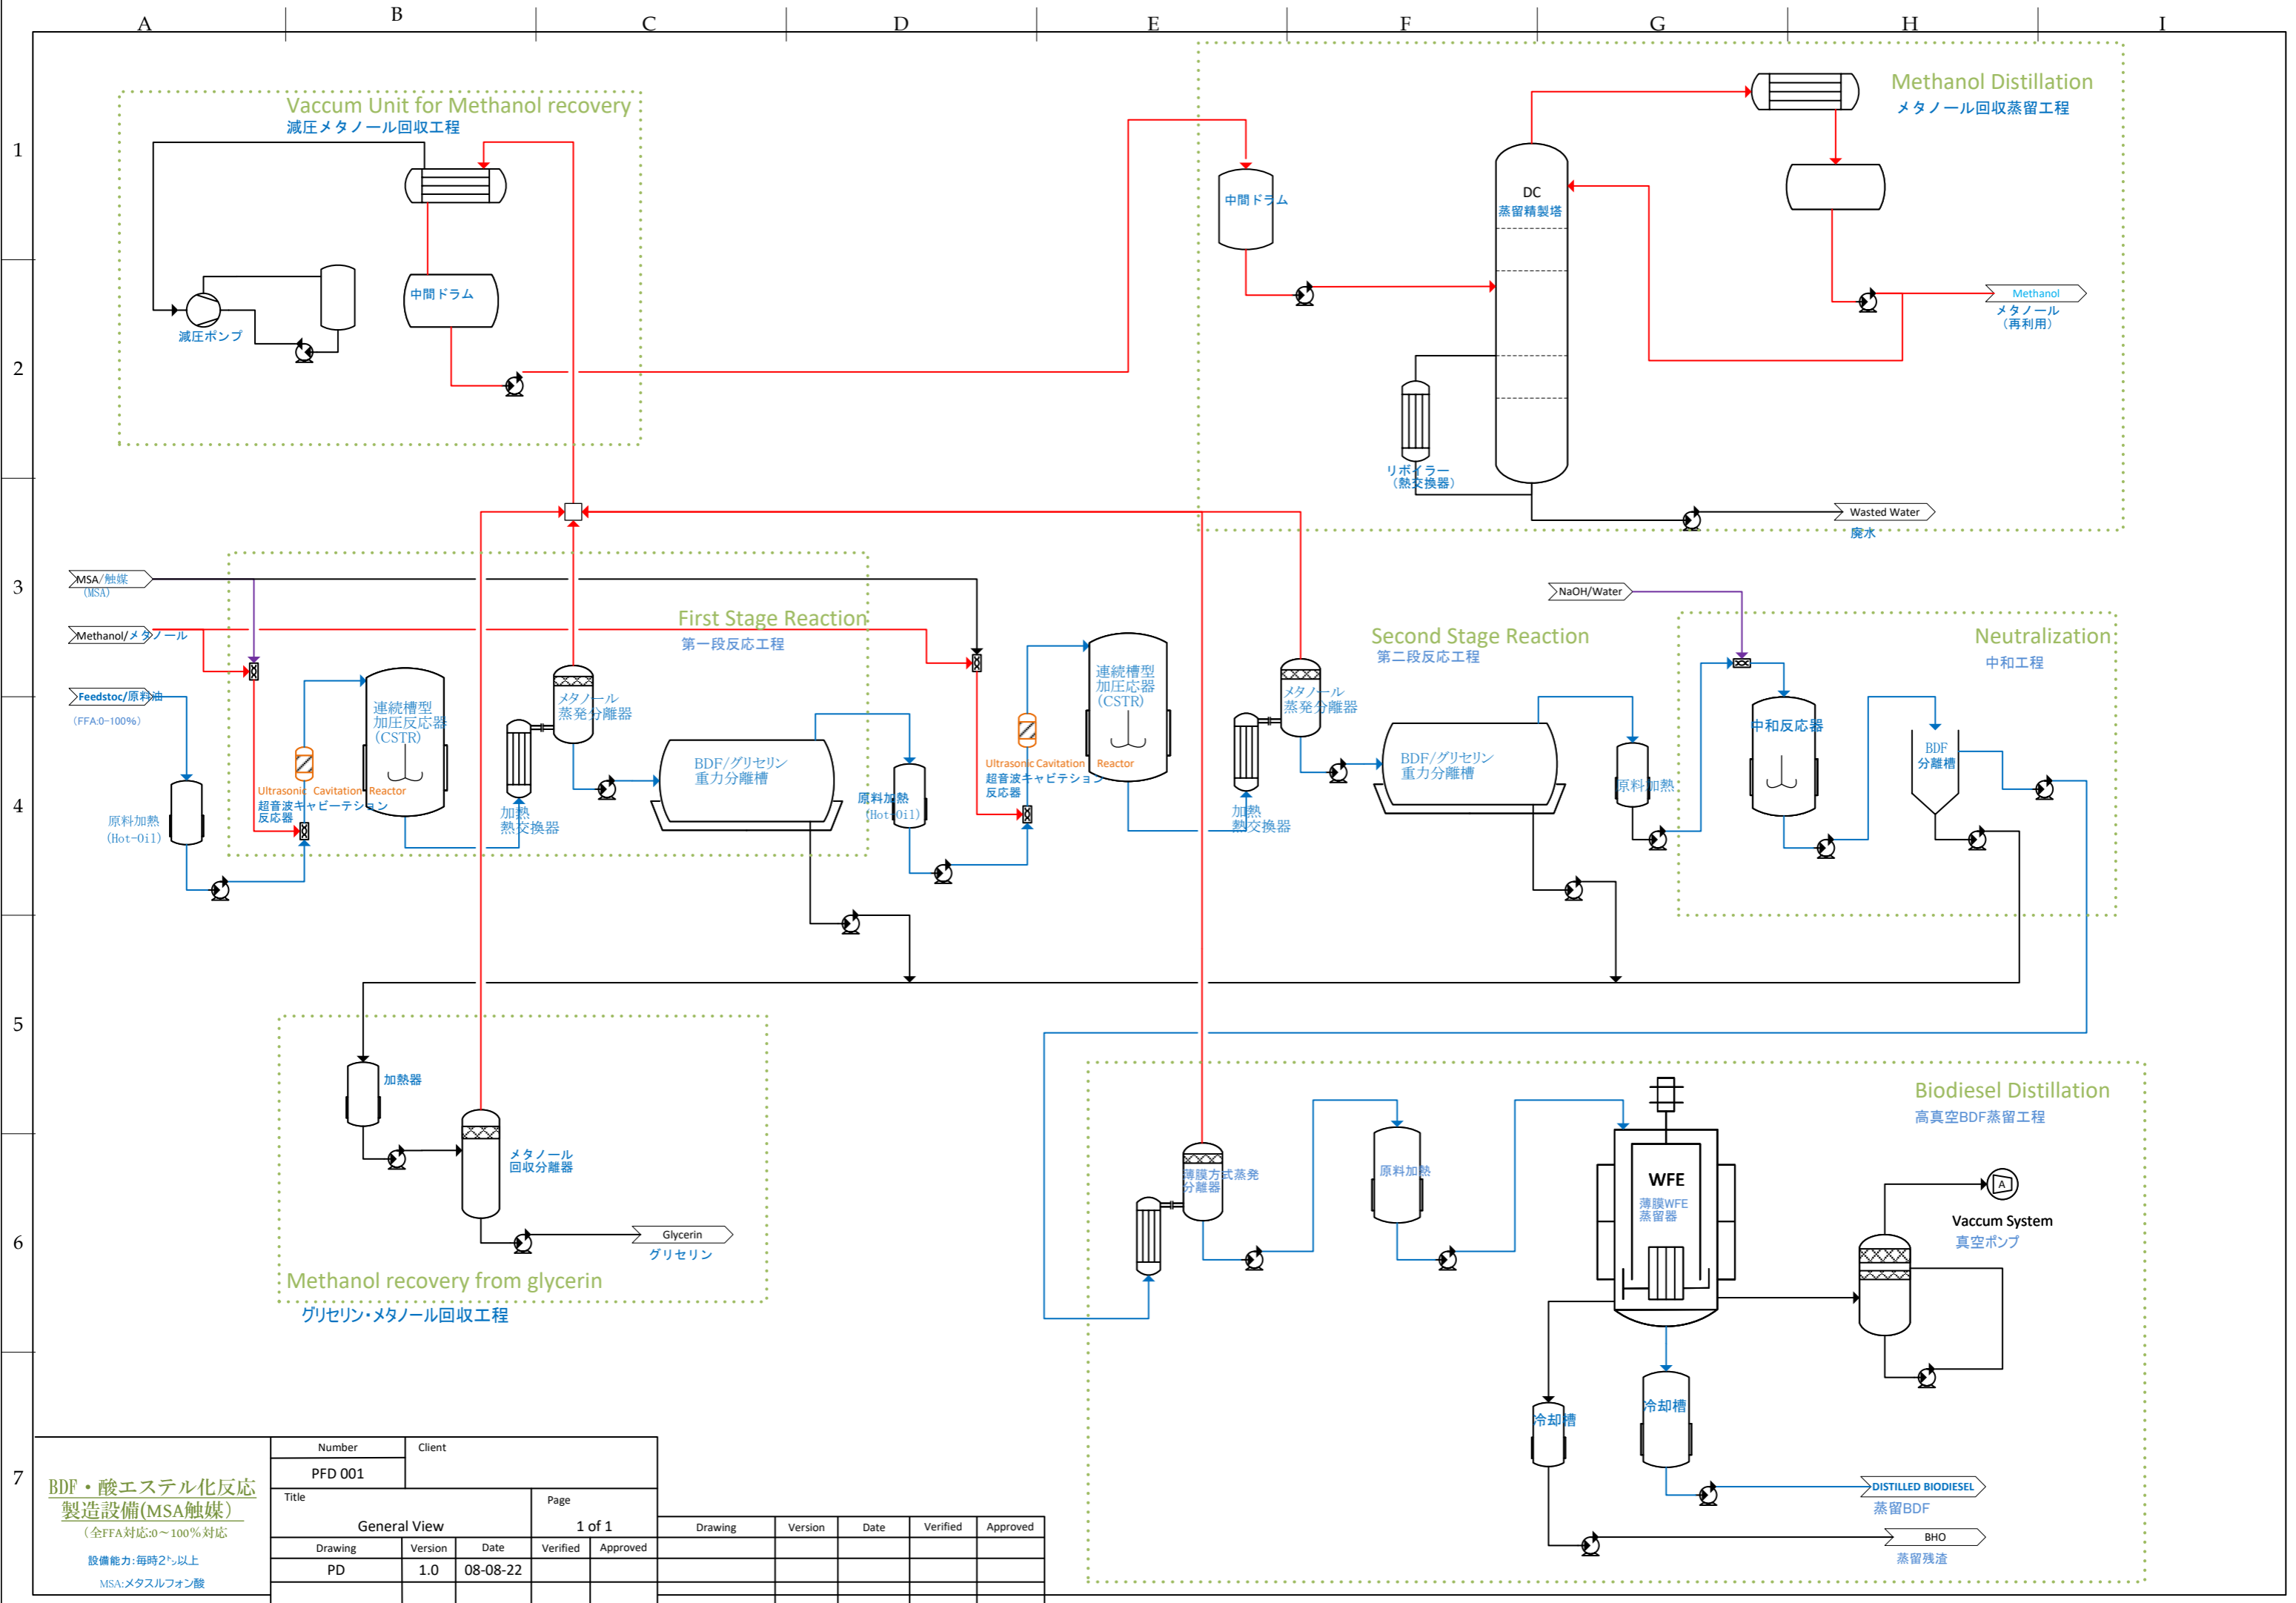 A
B
C
D
E
F
G
H
I
1
2
3
4
5
6
7
Vaccum Unit for Methanol recovery
減圧メタノール回収工程
中間ドラム
減圧ポンプ
Methanol Distillation
メタノール回収蒸留工程
中間ドラム
DC
蒸留精製塔
Methanol
メタノール
（再利用）
リボイラー
（熱交換器）
Wasted Water
廃水
MSA/触媒
(MSA)
Methanol/メタノール
Feedstoc/原料油
(FFA:0-100%)
原料加熱
(Hot-Oil)
First Stage Reaction
第一段反応工程
連続槽型
加圧反応器
(CSTR)
Ultrasonic Cavitation Reactor
超音波キャビーテション
反応器
メタノール
蒸発分離器
加熱
熱交換器
BDF/グリセリン
重力分離槽
原料加熱
(Hot-Oil)
Ultrasonic Cavitation Reactor
超音波キャビテション
反応器
連続槽型
加圧応器
(CSTR)
Second Stage Reaction
第二段反応工程
メタノール
蒸発分離器
加熱
熱交換器
BDF/グリセリン
重力分離槽
原料加熱
NaOH/Water
Neutralization
中和工程
中和反応器
BDF
分離槽
加熱器
メタノール
回収分離器
Glycerin
グリセリン
Methanol recovery from glycerin
グリセリン・メタノール回収工程
Biodiesel Distillation
高真空BDF蒸留工程
薄膜方式蒸発
分離器
原料加熱
WFE
薄膜WFE
蒸留器
A
Vaccum System
真空ポンプ
冷却槽
冷却槽
DISTILLED BIODIESEL
蒸留BDF
BHO
蒸留残渣
BDF・酸エステル化反応
製造設備(MSA触媒）
（全FFA対応:0～100％対応
設備能力:毎時2㌧以上
MSA:メタスルフォン酸
Number
Client
PFD 001
Title
Page
General View
1 of 1
Drawing
Version
Date
Verified
Approved
PD
1.0
08-08-22
Drawing
Version
Date
Verified
Approved